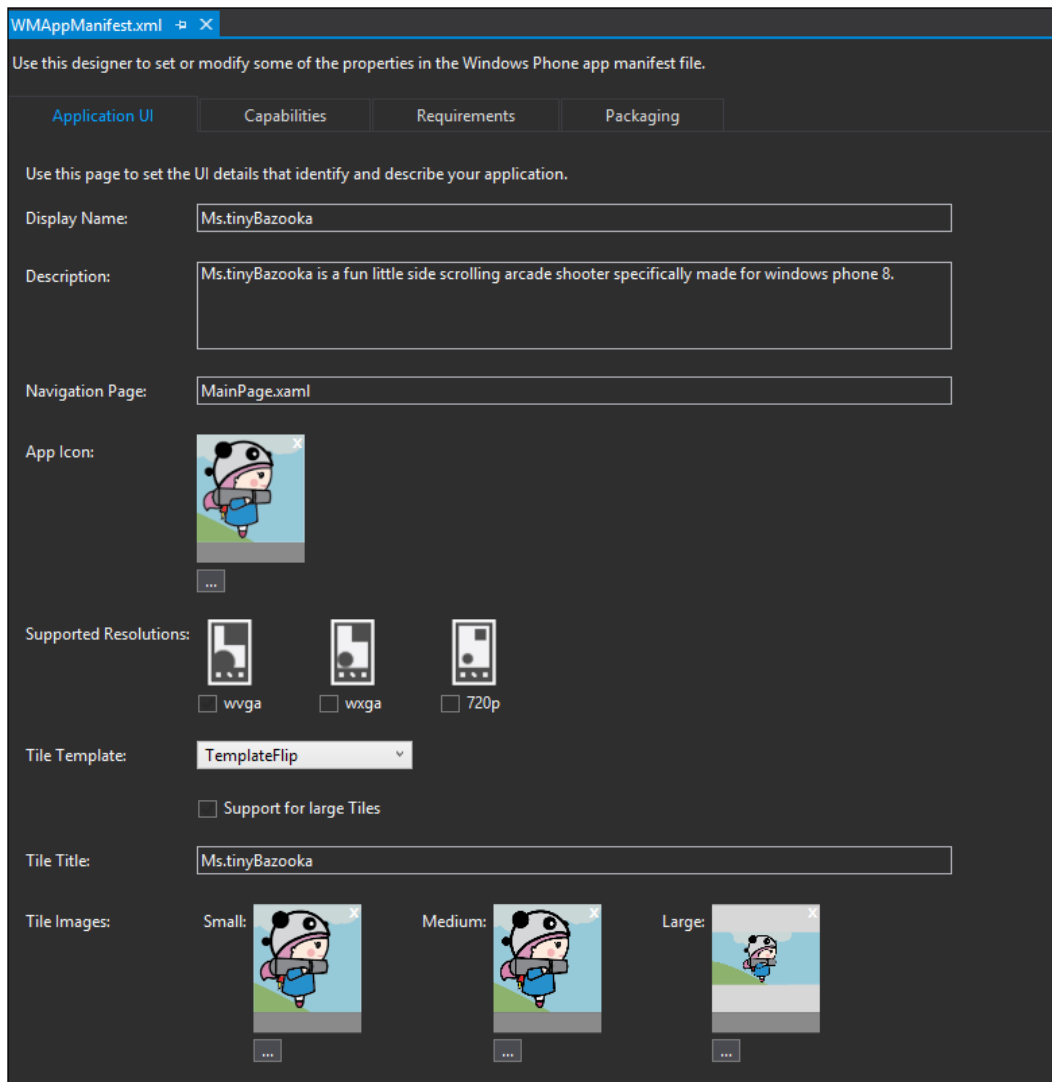 WMAppManifest.xml
Use this designer to set or modify some of the properties in the Windows Phone app manifest file.
Application UI Capabilities Requirements Packaging
Use this page to set the UI details that identify and describe your application.
Display Name: Ms.tinyBazooka
Description: Ms.tinyBazooka is a fun little side scrolling arcade shooter specifically made for windows phone 8.
Navigation Page: MainPage.xaml
App Icon:
X
...
Supported Resolutions:
wvga wxga 720p
Tile Template: TemplateFlip
Support for large Tiles
Tile Title: Ms.tinyBazooka
Tile Images: Small: X Medium: X Large: X
... ... ...